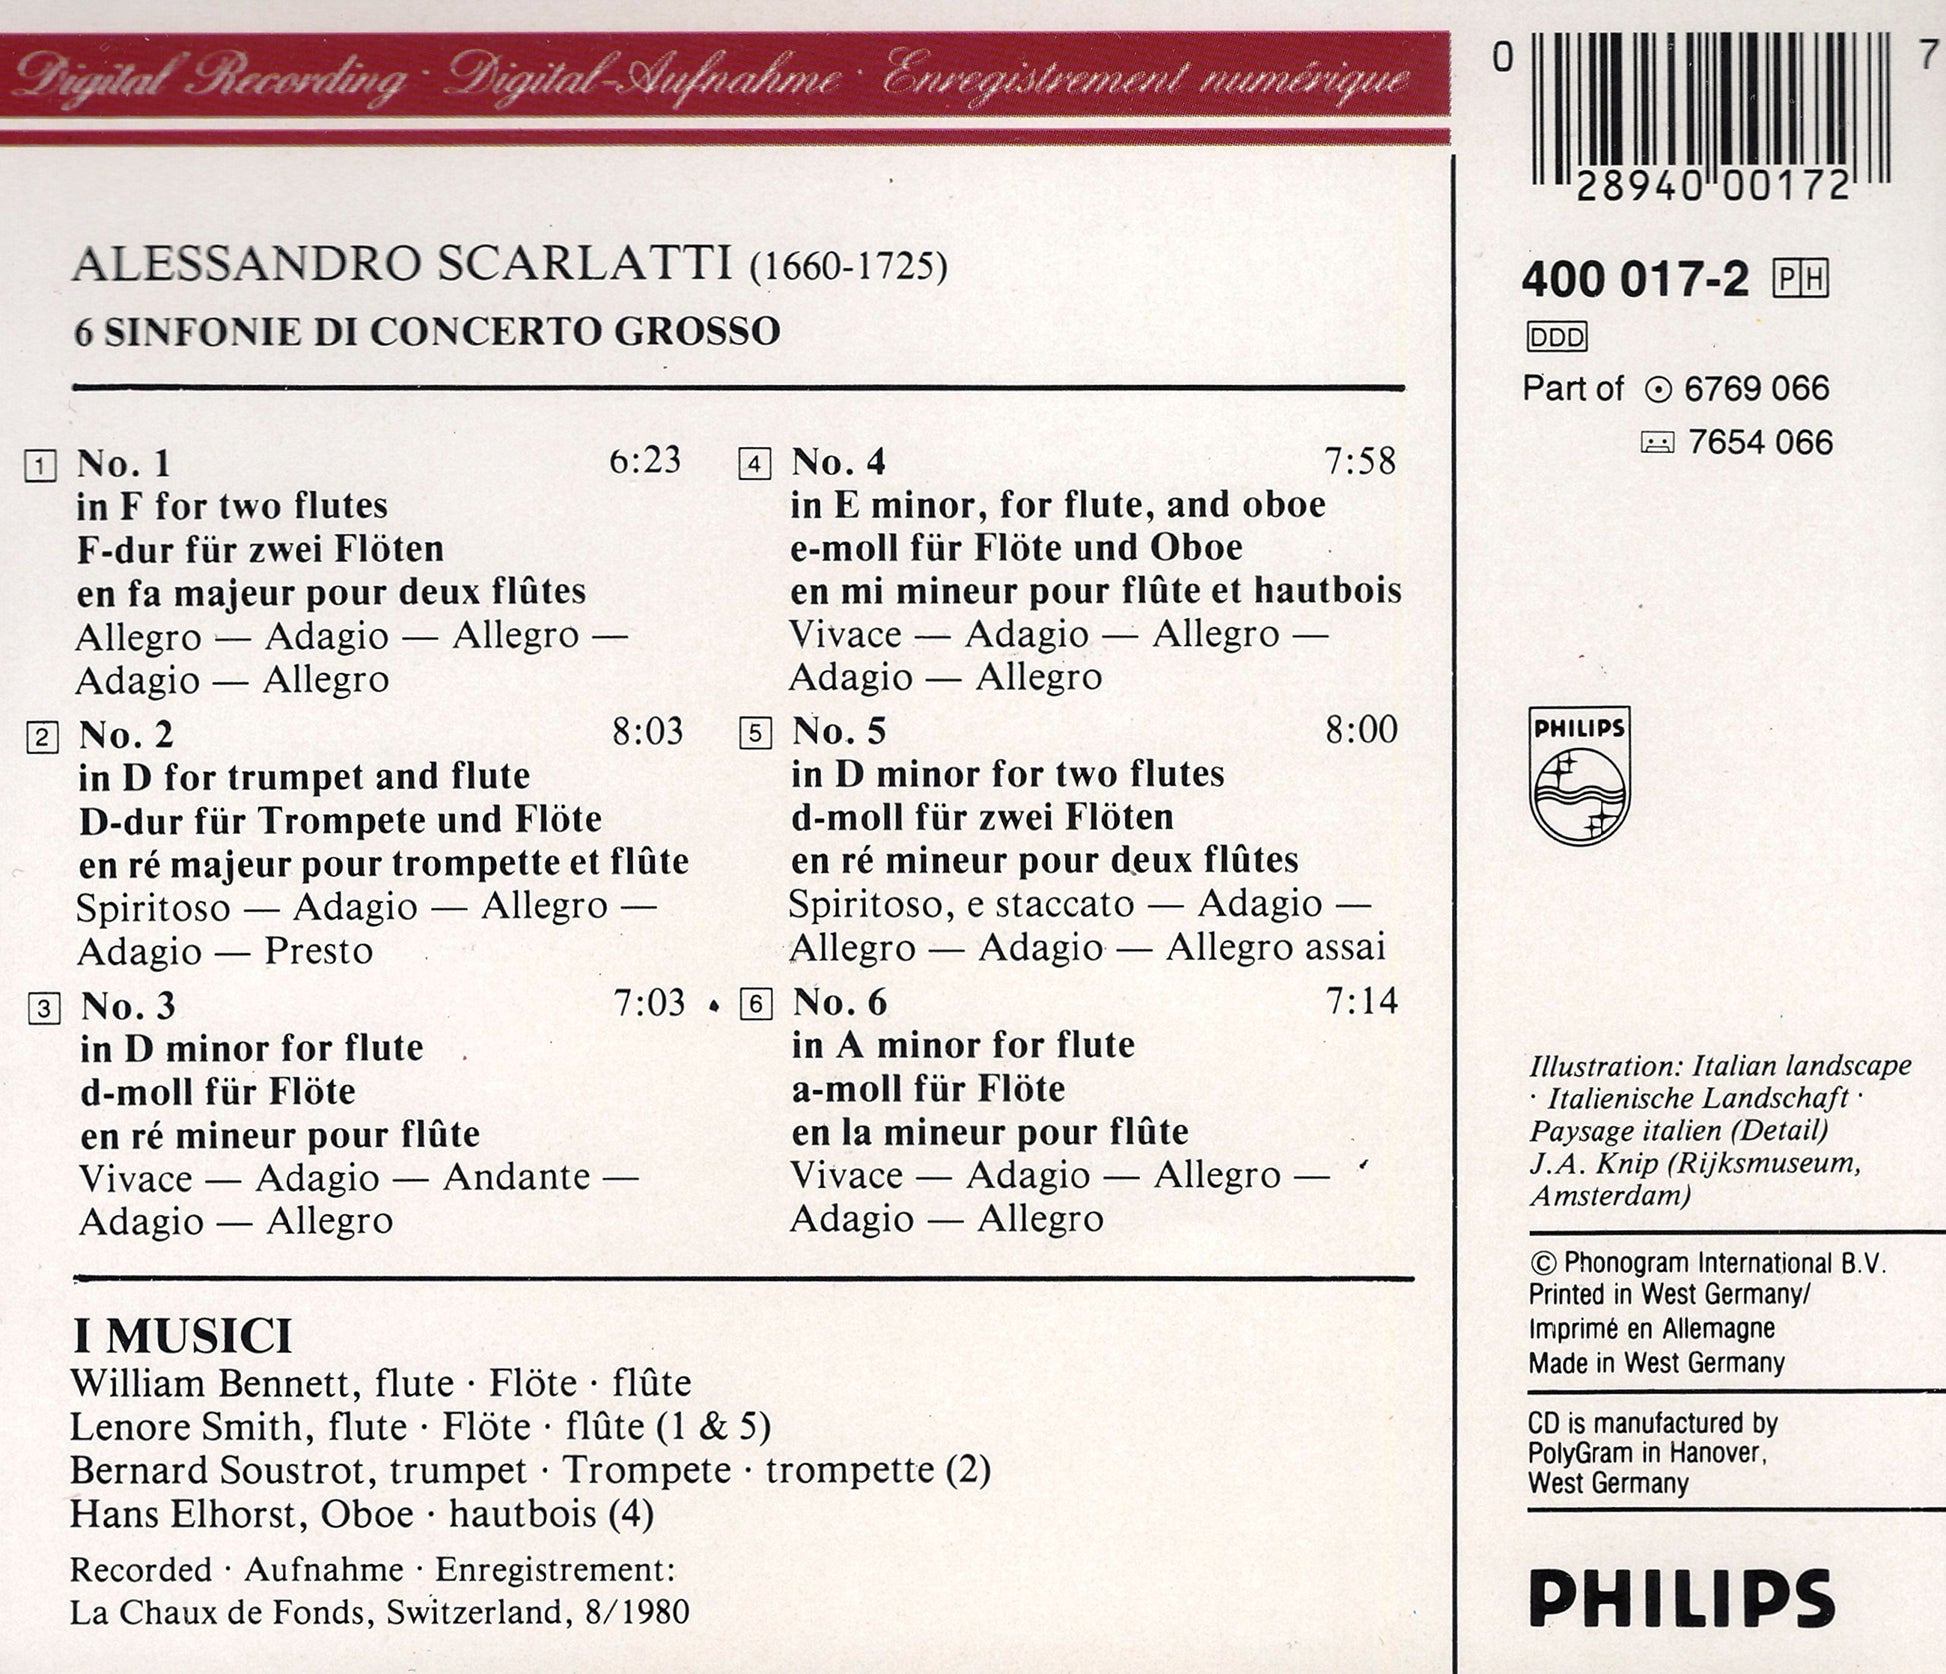 Digital Recording · Digital-Aufnahme · Enregistrement numérique
ALESSANDRO SCARLATTI (1660-1725)
6 SINFONIE DI CONCERTO GROSSO
1 No. 1 6:23
in F for two flutes
F-dur für zwei Flöten
en fa majeur pour deux flûtes
Allegro — Adagio — Allegro —
Adagio — Allegro
2 No. 2 8:03
in D for trumpet and flute
D-dur für Trompete und Flöte
en ré majeur pour trompette et flûte
Spiritoso — Adagio — Allegro —
Adagio — Presto
3 No. 3 7:03
in D minor for flute
d-moll für Flöte
en ré mineur pour flûte
Vivace — Adagio — Andante —
Adagio — Allegro
4 No. 4 7:58
in E minor, for flute, and oboe
e-moll für Flöte und Oboe
en mi mineur pour flûte et hautbois
Vivace — Adagio — Allegro —
Adagio — Allegro
5 No. 5 8:00
in D minor for two flutes
d-moll für zwei Flöten
en ré mineur pour deux flûtes
Spiritoso, e staccato — Adagio —
Allegro — Adagio — Allegro assai
6 No. 6 7:14
in A minor for flute
a-moll für Flöte
en la mineur pour flûte
Vivace — Adagio — Allegro —
Adagio — Allegro
I MUSICI
William Bennett, flute · Flöte · flûte
Lenore Smith, flute · Flöte · flûte (1 & 5)
Bernard Soustrot, trumpet · Trompete · trompette (2)
Hans Elhorst, Oboe · hautbois (4)
Recorded · Aufnahme · Enregistrement:
La Chaux de Fonds, Switzerland, 8/1980
0 28940 00172 7
400 017-2 PH
DDD
Part of 6769 066
7654 066
PHILIPS
Illustration: Italian landscape
· Italienische Landschaft ·
Paysage italien (Detail)
J.A. Knip (Rijksmuseum,
Amsterdam)
© Phonogram International B.V.
Printed in West Germany/
Imprimé en Allemagne
Made in West Germany
CD is manufactured by
PolyGram in Hanover,
West Germany
PHILIPS